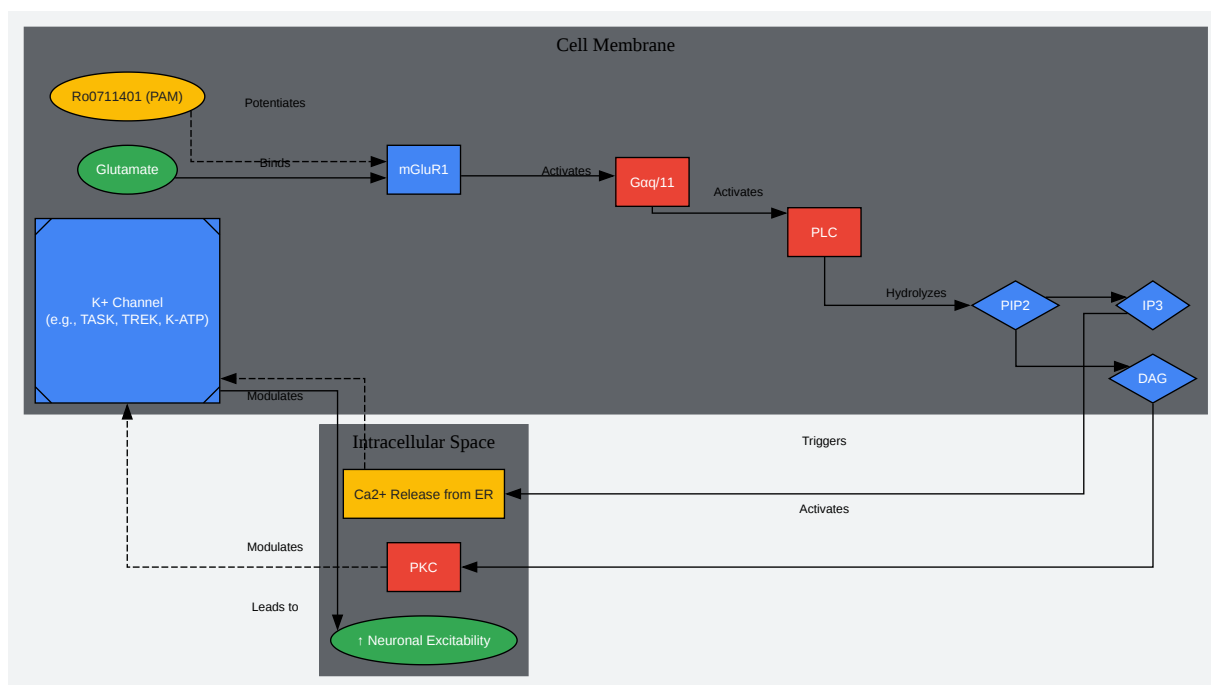 Cell Membrane
Ro0711401 (PAM)
Potentiates
Glutamate
Binds
mGluR1
Activates
Gαq/11
Activates
PLC
Hydrolyzes
PIP2
IP3
DAG
K+ Channel
(e.g., TASK, TREK, K-ATP)
Modulates
Intracellular Space
Triggers
Ca2+ Release from ER
Activates
Modulates
PKC
Leads to
↑ Neuronal Excitability